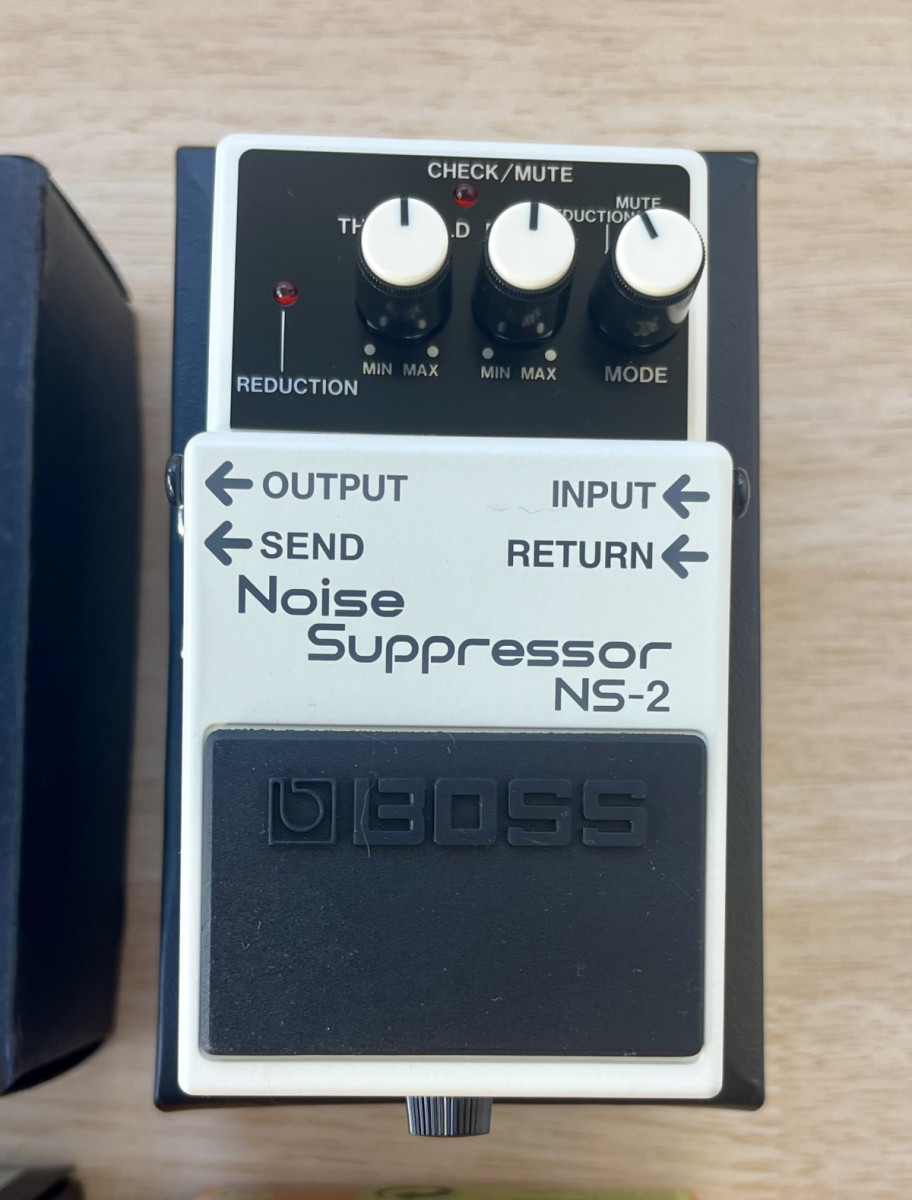 CHECK/MUTE
MUTE
REDUCTION
MIN MAX
MIN MAX
MODE
← OUTPUT
INPUT ←
← SEND
RETURN ←
Noise
Suppressor
NS-2
BOSS